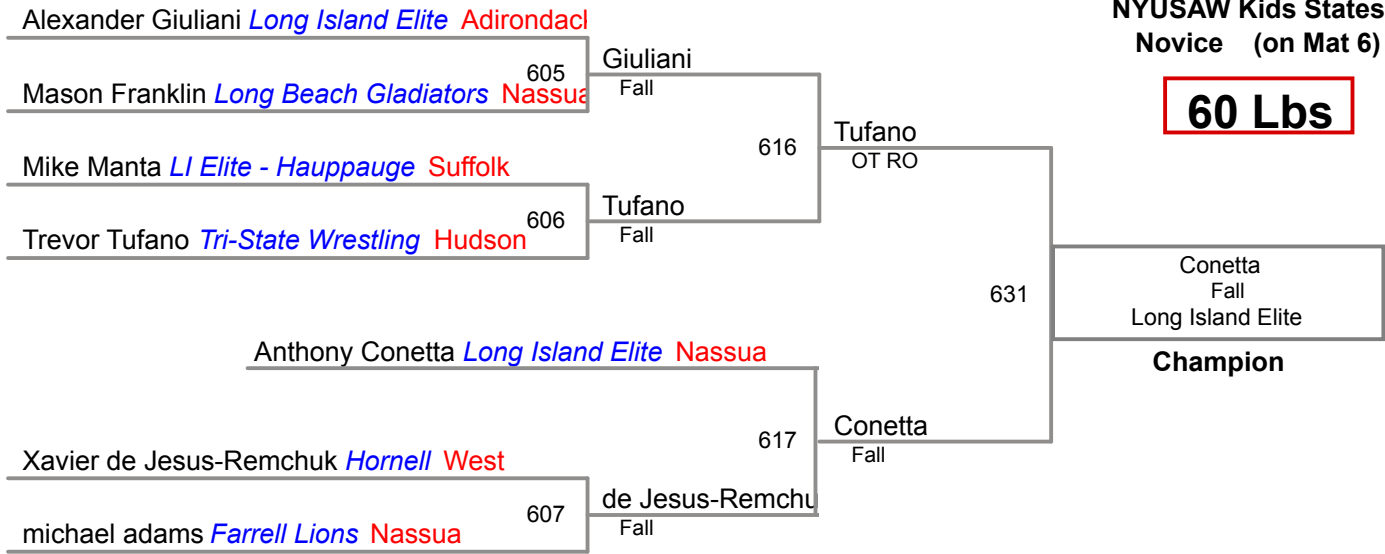 NYUSAW Kids States
Novice (on Mat 6)
60 Lbs
Alexander Giuliani Long Island Elite Adirondack
605
Giuliani
Fall
Mason Franklin Long Beach Gladiators Nassua
616
Tufano
OT RO
Mike Manta LI Elite - Hauppauge Suffolk
606
Tufano
Fall
Trevor Tufano Tri-State Wrestling Hudson
631
Conetta
Fall
Long Island Elite
Champion
Anthony Conetta Long Island Elite Nassua
617
Conetta
Fall
Xavier de Jesus-Remchuk Hornell West
607
de Jesus-Remchu
Fall
michael adams Farrell Lions Nassua